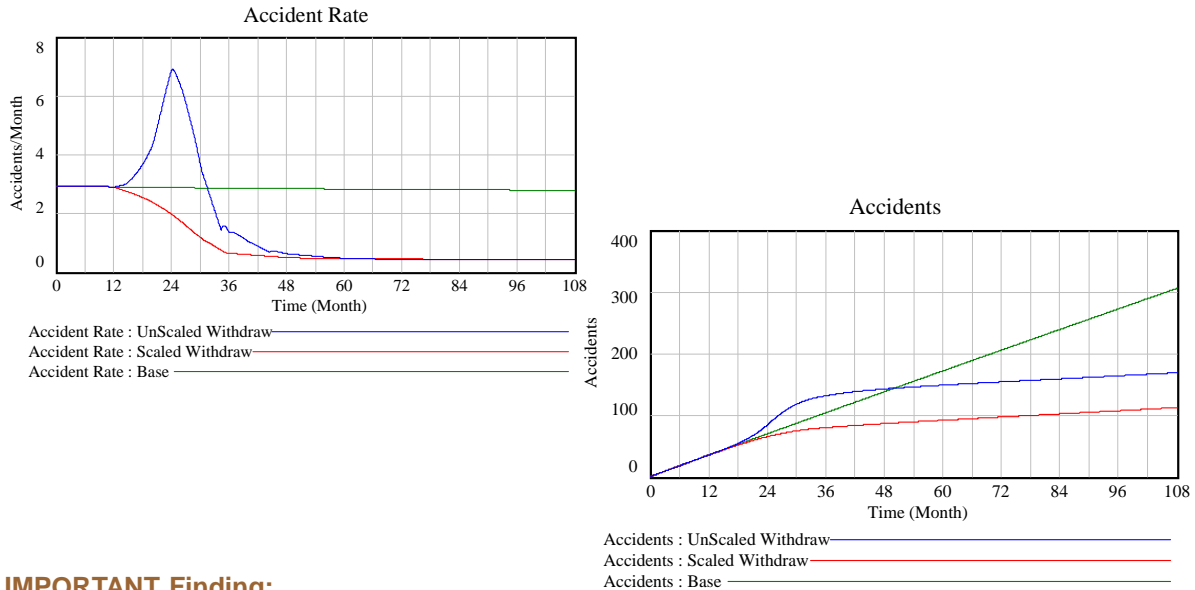 Accident Rate
8
6
4
2
0
Accidents/Month
0 12 24 36 48 60 72 84 96 108
Time (Month)
Accident Rate : UnScaled Withdraw
Accident Rate : Scaled Withdraw
Accident Rate : Base
Accidents
400
300
200
100
0
Accidents
0 12 24 36 48 60 72 84 96 108
Time (Month)
Accidents : UnScaled Withdraw
Accidents : Scaled Withdraw
Accidents : Base
IMPORTANT Finding: